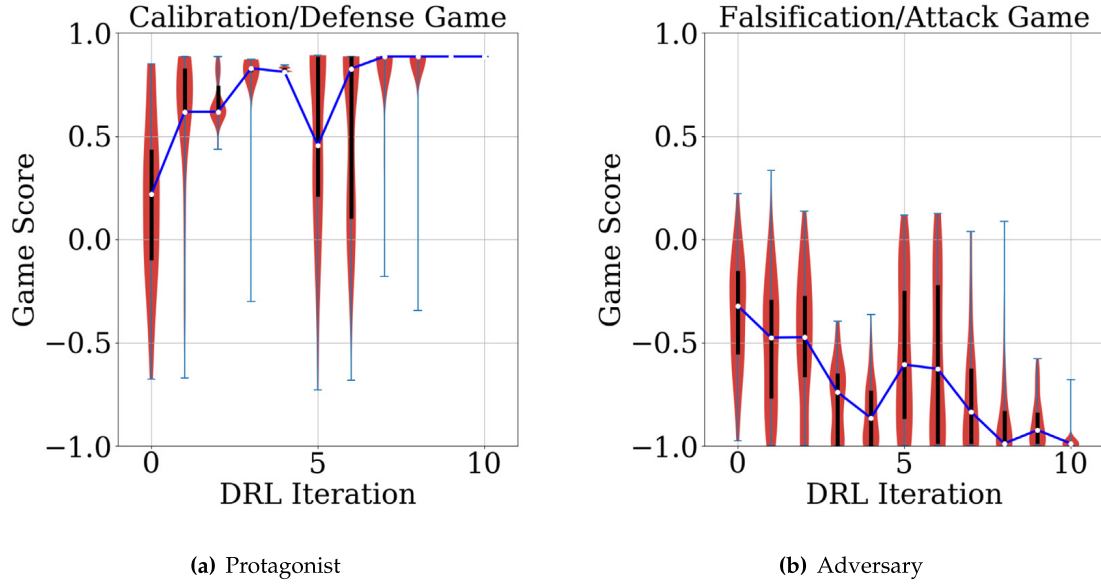 Calibration/Defense Game
1.0
0.5
0.0
−0.5
−1.0
Game Score
0
5
10
DRL Iteration
(a) Protagonist
Falsification/Attack Game
1.0
0.5
0.0
−0.5
−1.0
Game Score
0
5
10
DRL Iteration
(b) Adversary